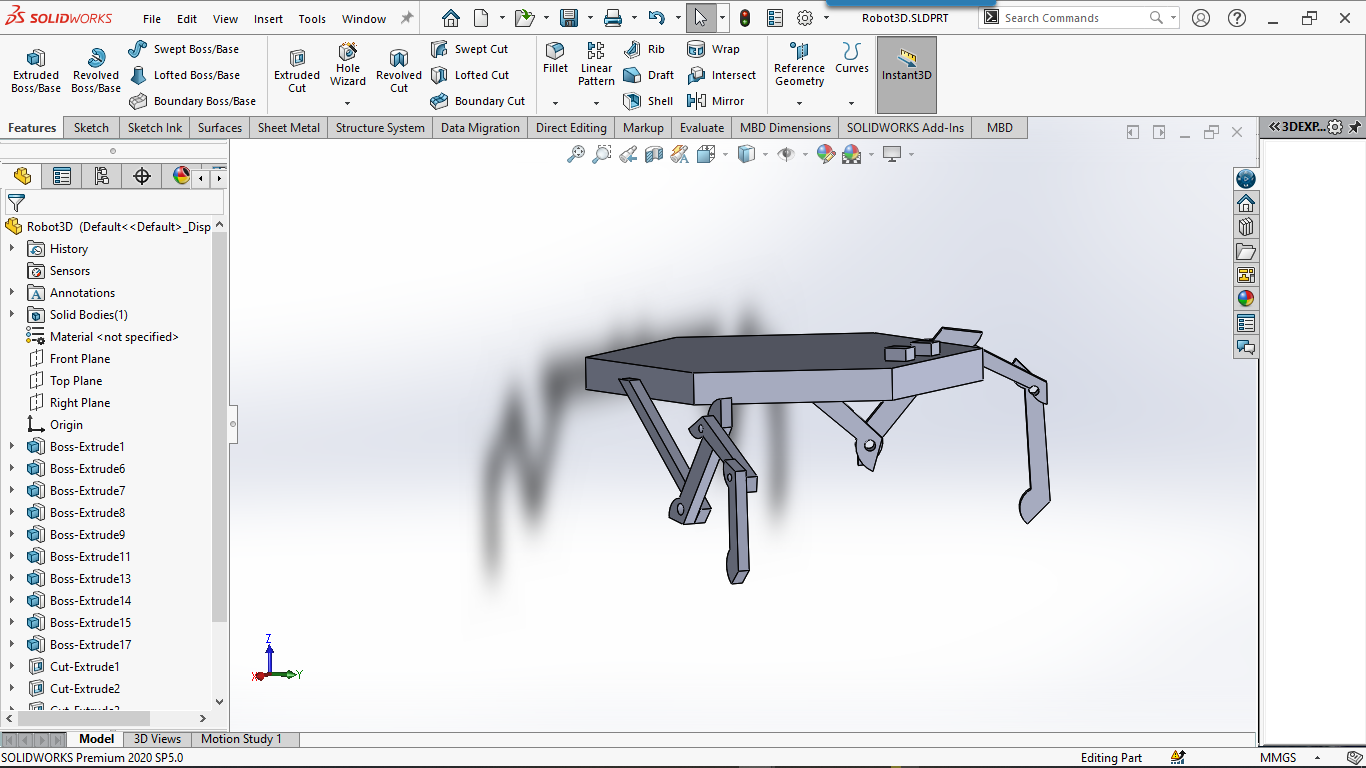 SOLIDWORKS File Edit View Insert Tools Window Robot3D.SLDPRT Search Commands
Extruded Boss/Base
Revolved Boss/Base
Swept Boss/Base
Lofted Boss/Base
Boundary Boss/Base
Extruded Cut
Hole Wizard
Revolved Cut
Swept Cut
Lofted Cut
Boundary Cut
Fillet
Linear Pattern
Rib
Draft
Shell
Wrap
Intersect
Mirror
Reference Geometry
Curves
Instant3D
Features Sketch Sketch Ink Surfaces Sheet Metal Structure System Data Migration Direct Editing Markup Evaluate MBD Dimensions SOLIDWORKS Add-Ins MBD
3DEXP...
Robot3D (Default<<Default>_Disp
History
Sensors
Annotations
Solid Bodies(1)
Material <not specified>
Front Plane
Top Plane
Right Plane
Origin
Boss-Extrude1
Boss-Extrude6
Boss-Extrude7
Boss-Extrude8
Boss-Extrude9
Boss-Extrude11
Boss-Extrude13
Boss-Extrude14
Boss-Extrude15
Boss-Extrude17
Cut-Extrude1
Cut-Extrude2
Z
X Y
Model 3D Views Motion Study 1
SOLIDWORKS Premium 2020 SP5.0 Editing Part MMGS